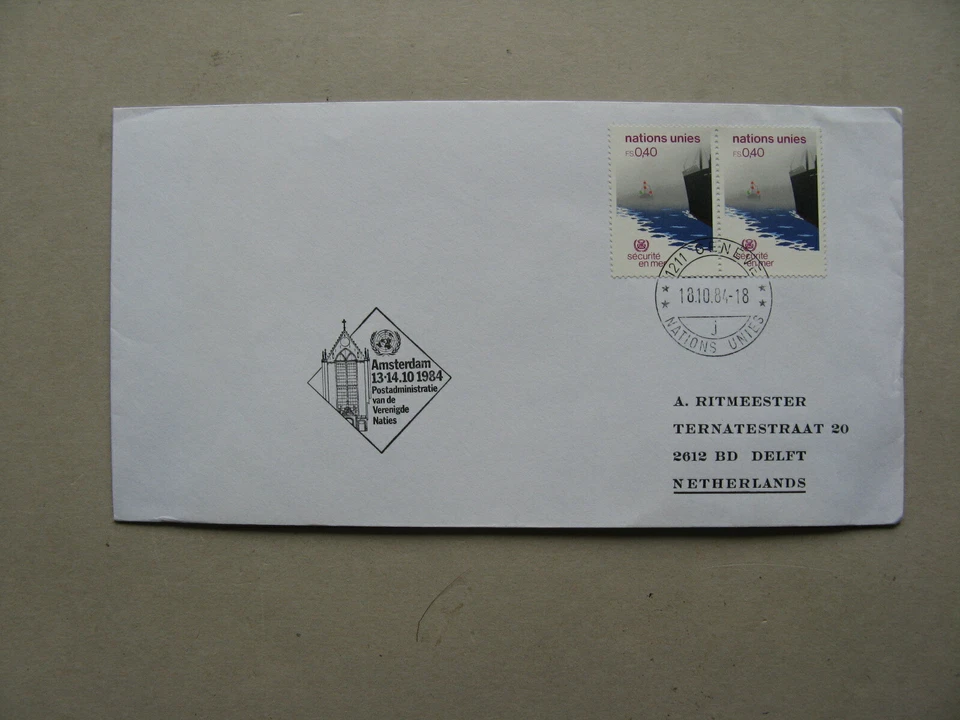 nations unies
F.S. 0,40
sécurité
en mer
nations unies
F.S. 0,40
sécurité
en mer
1211 GENEVE
18.10.84-18
j
NATIONS UNIES
Amsterdam
13-14.10 1984
Postadministratie
van de
Verenigde
Naties
A. RITMEESTER
TERNATESTRAAT 20
2612 BD DELFT
NETHERLANDS